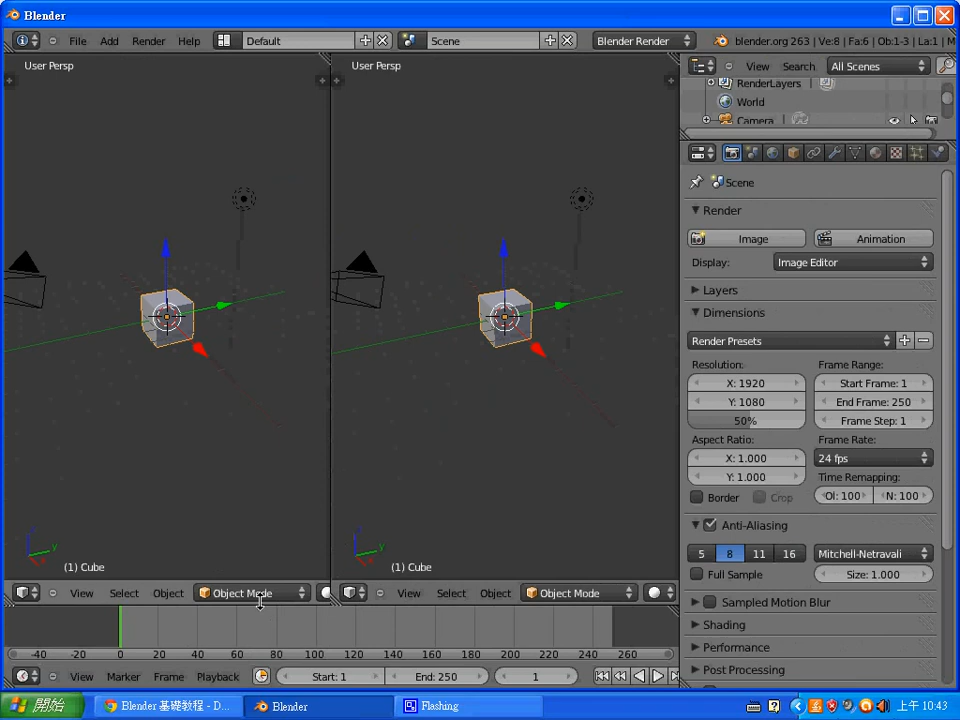 Blender
File Add Render Help Default Scene Blender Render blender.org 263 | Ve:8 | Fa:6 | Ob:1-3 | La:1 | M
User Persp
User Persp
View Search All Scenes
RenderLayers
World
Camera
Scene
Render
Image Animation
Display: Image Editor
Layers
Dimensions
Render Presets
Resolution: Frame Range:
X: 1920 Start Frame: 1
Y: 1080 End Frame: 250
50% Frame Step: 1
Aspect Ratio: Frame Rate:
X: 1.000 24 fps
Y: 1.000 Time Remapping:
Border Crop Ol: 100 N: 100
Anti-Aliasing
5 8 11 16 Mitchell-Netravali
Full Sample Size: 1.000
Sampled Motion Blur
Shading
Performance
Post Processing
z y x
(1) Cube
z y x
(1) Cube
View Select Object Object Mode
View Select Object Object Mode
-40 -20 0 20 40 60 80 100 120 140 160 180 200 220 240 260
View Marker Frame Playback Start: 1 End: 250 1
開始 Blender 基礎教程 - D... Blender Flashing 上午 10:43